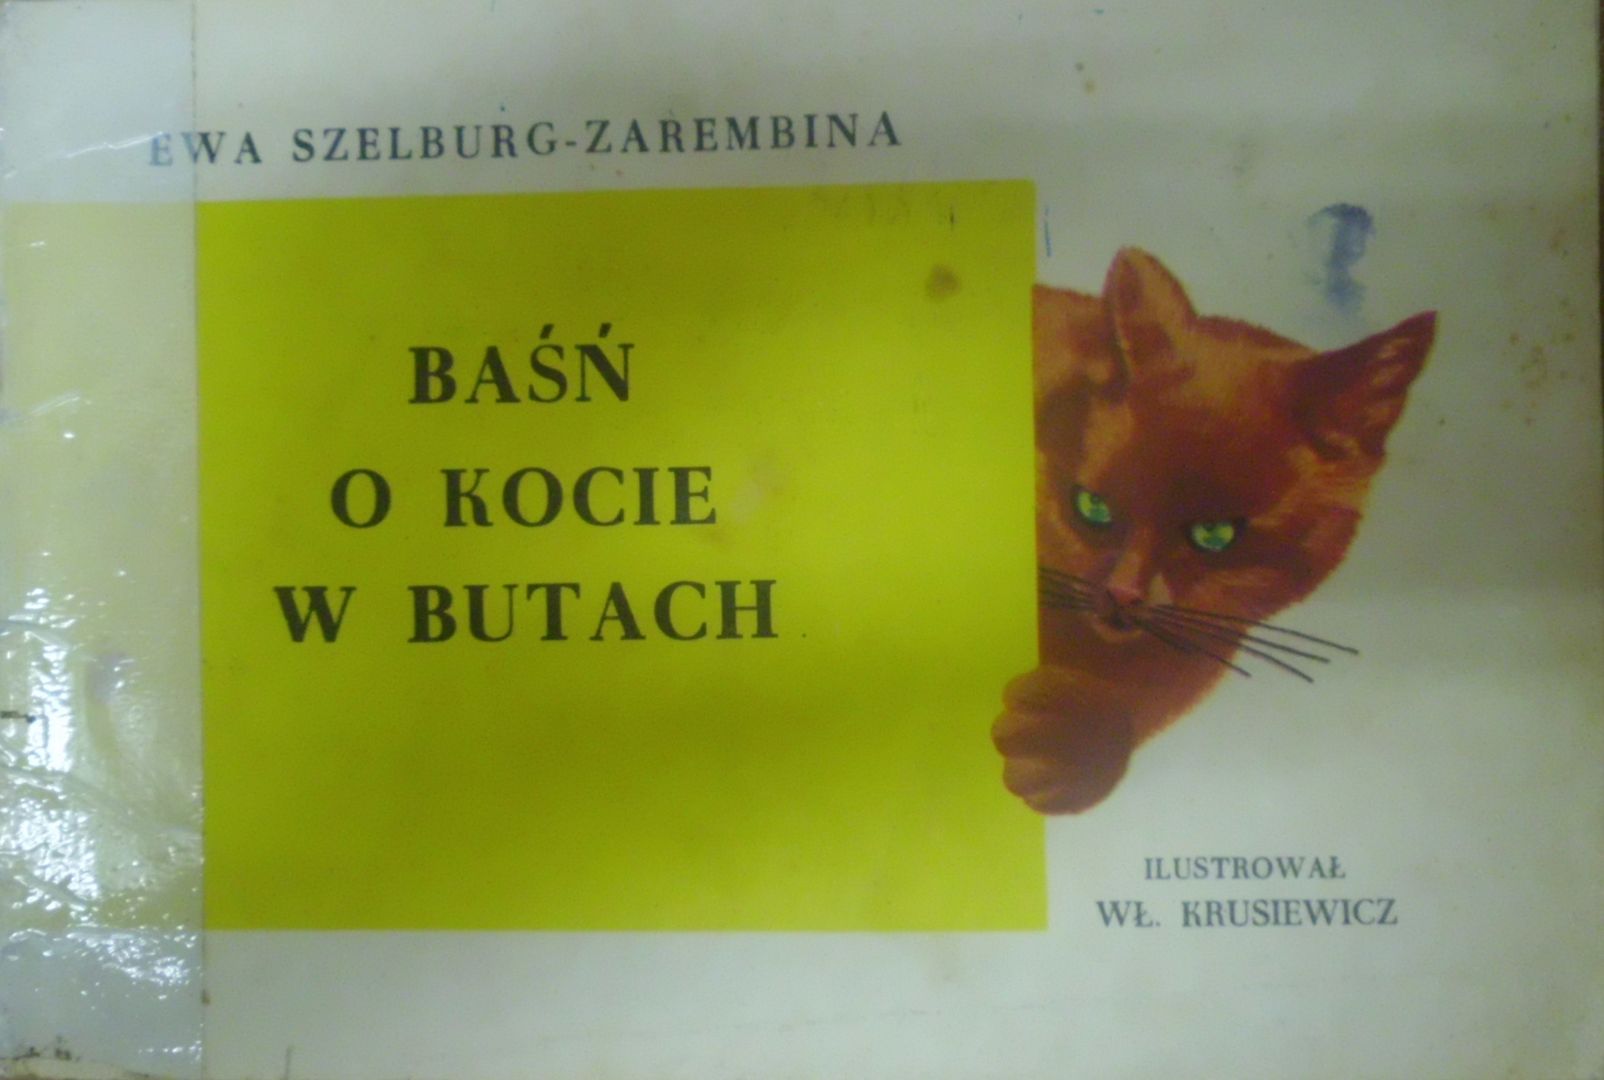 EWA SZELBURG-ZAREMBINA
BAŚŃ
O KOCIE
W BUTACH
ILUSTROWAŁ
WŁ. KRUSIEWICZ